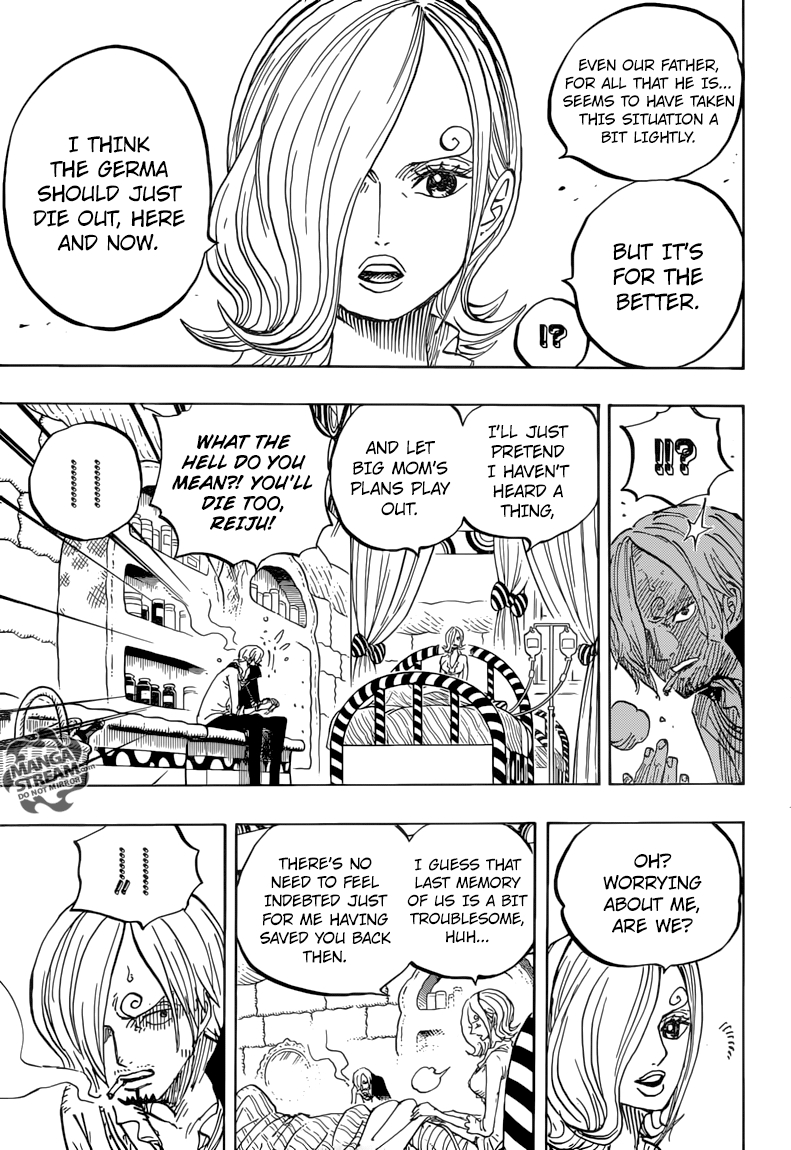 EVEN OUR FATHER,
FOR ALL THAT HE IS...
SEEMS TO HAVE TAKEN
THIS SITUATION A
BIT LIGHTLY.
BUT IT'S
FOR THE
BETTER.
!?
I THINK
THE GERMA
SHOULD JUST
DIE OUT, HERE
AND NOW.
!!?
I'LL JUST
PRETEND
I HAVEN'T
HEARD A
THING,
AND LET
BIG MOM'S
PLANS PLAY
OUT.
WHAT THE
HELL DO YOU
MEAN?! YOU'LL
DIE TOO,
REIJU!
OH?
WORRYING
ABOUT ME,
ARE WE?
I GUESS THAT
LAST MEMORY
OF US IS A BIT
TROUBLESOME,
HUH...
THERE'S NO
NEED TO FEEL
INDEBTED JUST
FOR ME HAVING
SAVED YOU BACK
THEN.
MANGA
STREAM.com
DO NOT MIRROR